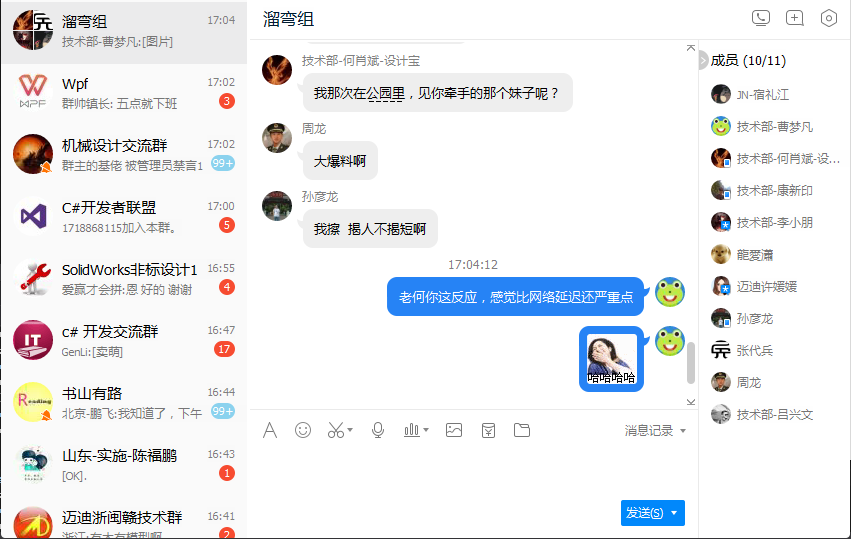 溜弯组
17:04
技术部-曹梦凡:[图片]
Wpf
17:02
群帅镇长: 五点就下班
3
WPF
机械设计交流群
17:02
群主的基佬 被管理员禁言1
99+
C#开发者联盟
17:00
1718868115加入本群。
5
SolidWorks非标设计1
16:55
爱赢才会拼:恩 好的 谢谢
4
c# 开发交流群
16:47
GenLi:[卖萌]
17
IT
书山有路
16:44
北京-鹏飞:我知道了，下午
99+
Reading
山东-实施-陈福鹏
16:43
[OK].
1
迈迪浙闽赣技术群
16:41
浙江:有大有模型啊
2
溜弯组
技术部-何肖斌-设计宝
我那次在公园里，见你牵手的那个妹子呢？
周龙
大爆料啊
孙彦龙
我擦  揭人不揭短啊
17:04:12
老何你这反应，感觉比网络延迟还严重点
哈哈哈哈
消息记录
发送(S)
成员 (10/11)
JN-宿礼江
技术部-曹梦凡
技术部-何肖斌-设...
技术部-康新印
技术部-李小朋
龍愛瀟
迈迪许媛媛
孙彦龙
张代兵
周龙
技术部-吕兴文